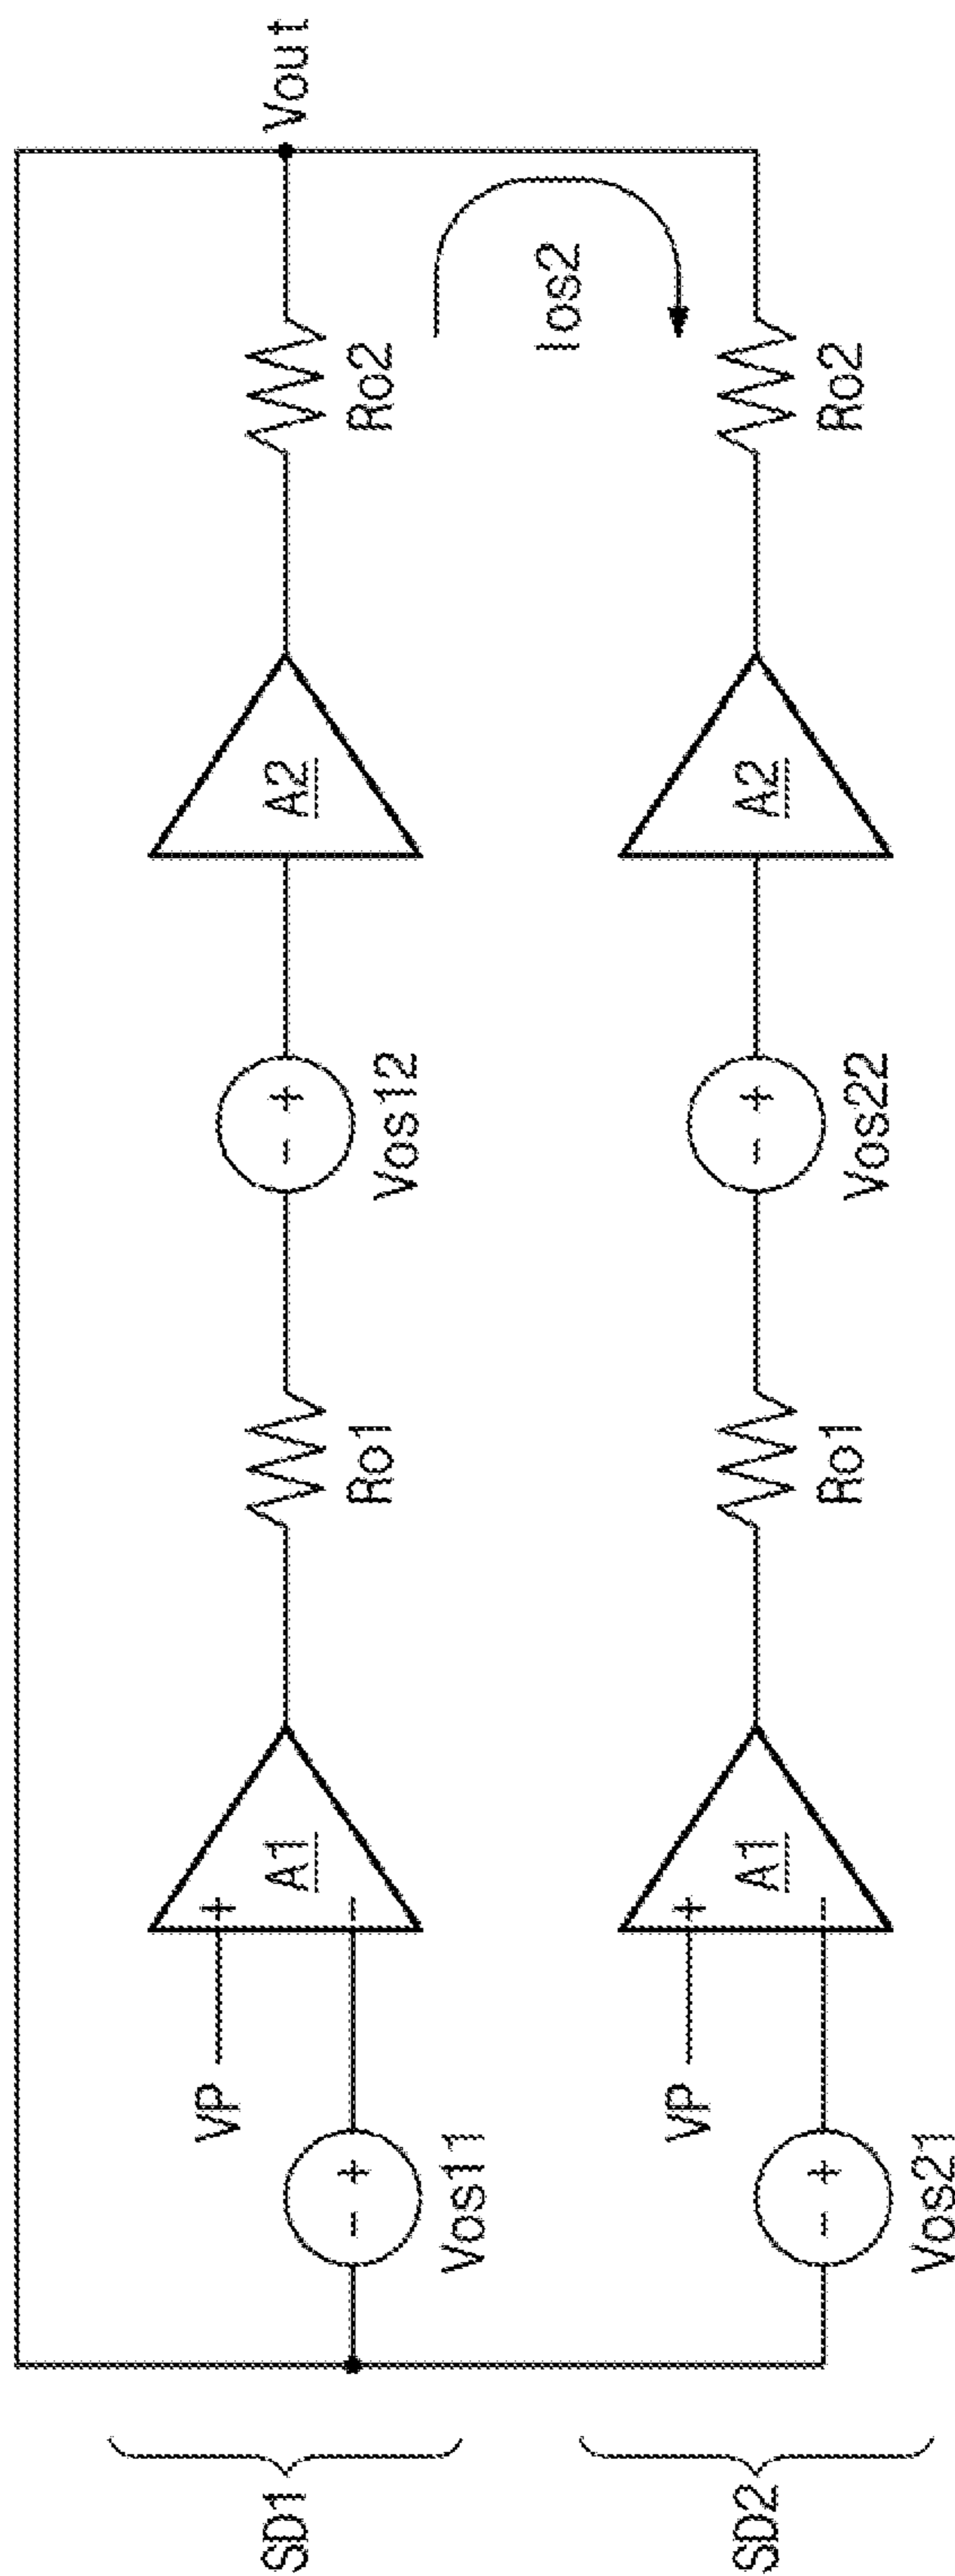 SD1
VP
+
−
A1
− +
Vos11
Ro1
− +
Vos12
A2
Ro2
Vout
Ios2
SD2
VP
+
−
A1
− +
Vos21
Ro1
− +
Vos22
A2
Ro2